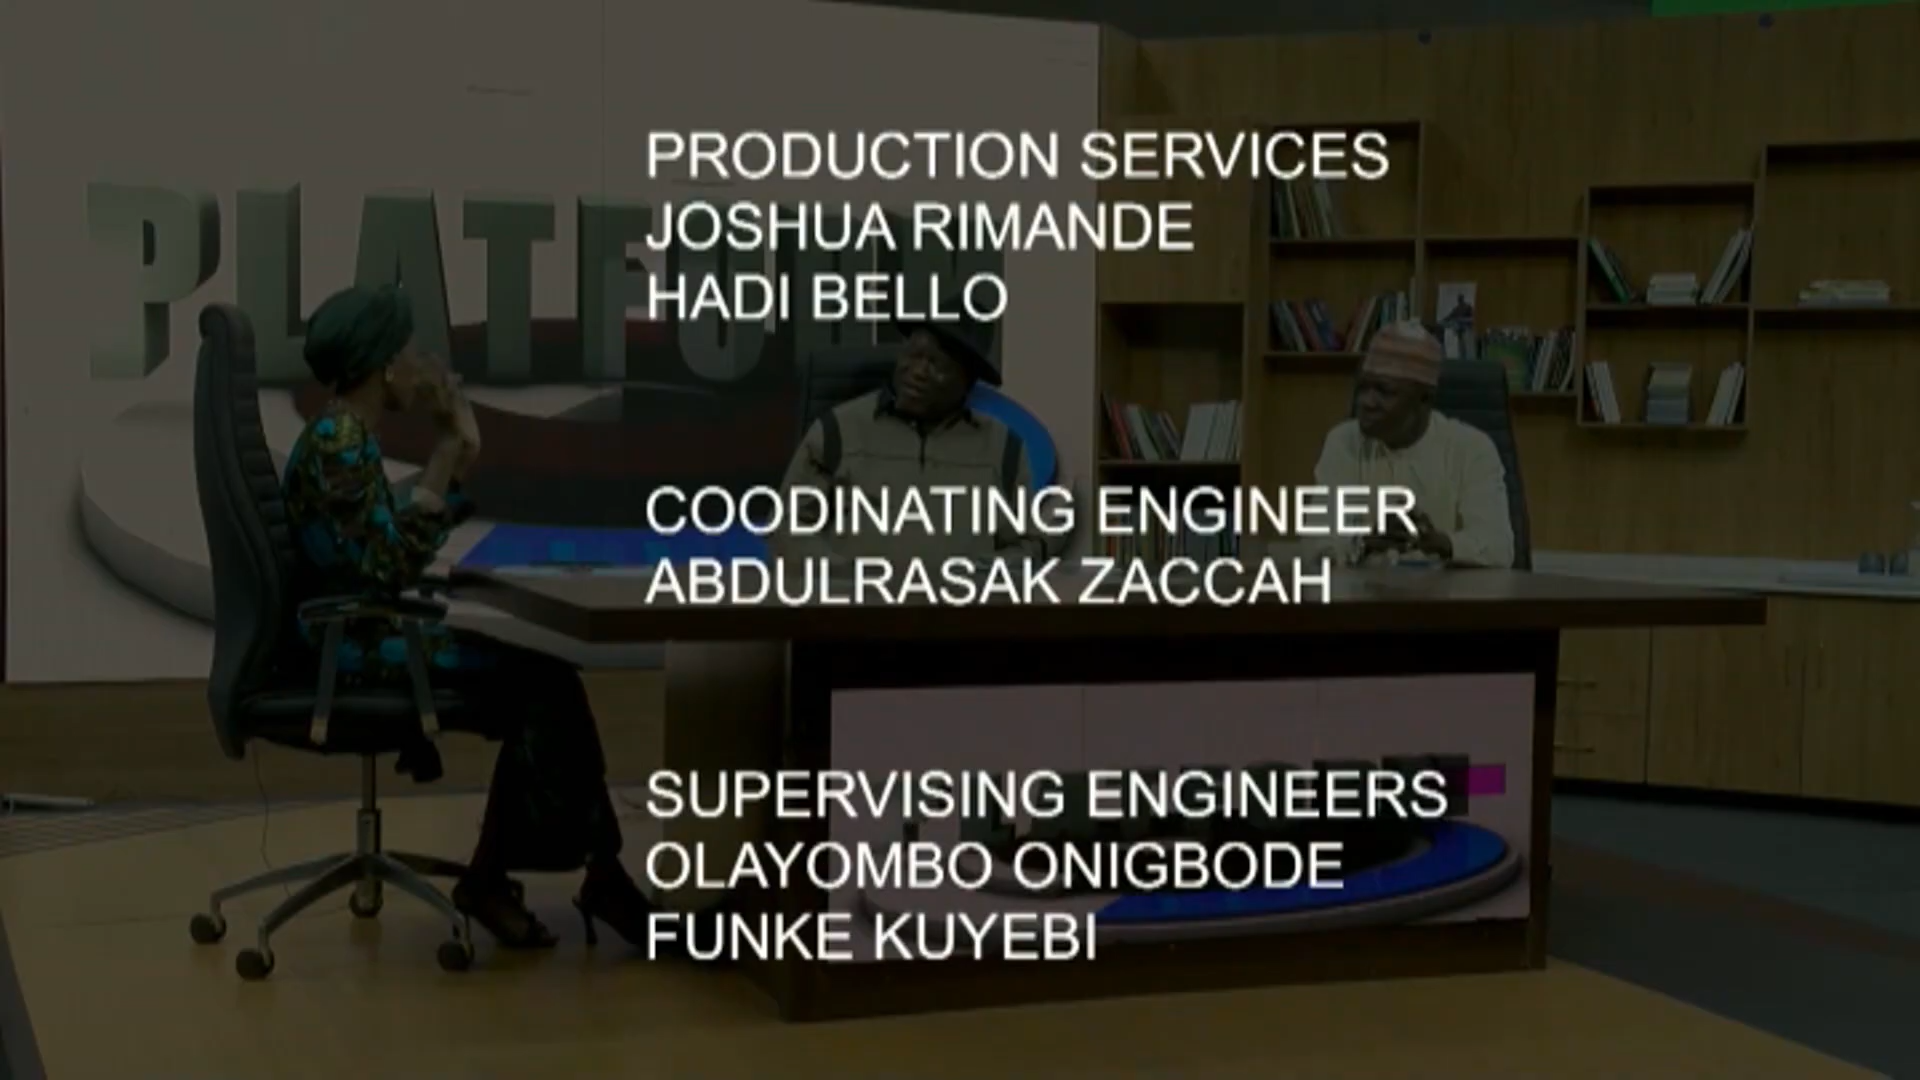 PRODUCTION SERVICES
JOSHUA RIMANDE
HADI BELLO
COODINATING ENGINEER
ABDULRASAK ZACCAH
SUPERVISING ENGINEERS
OLAYOMBO ONIGBODE
FUNKE KUYEBI